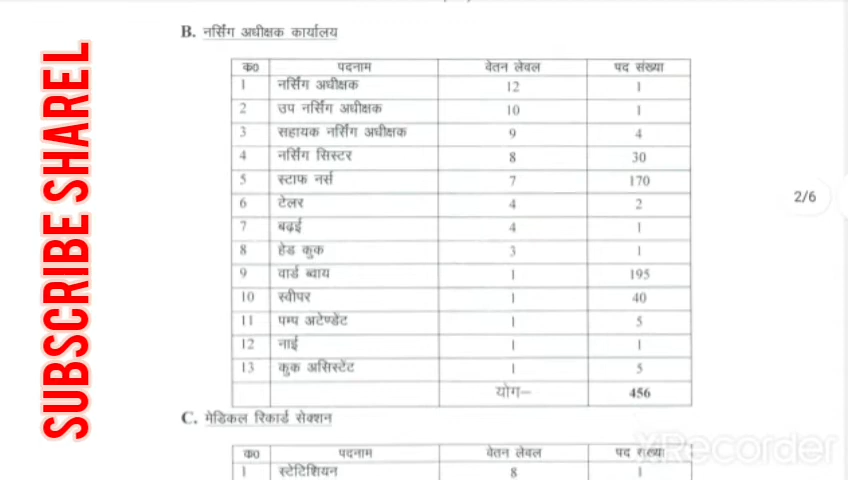 SUBSCRIBE SHAREL
B. नर्सिंग अधीक्षक कार्यालय
क0 पदनाम वेतन लेवल पद संख्या
1 नर्सिंग अधीक्षक 12 1
2 उप नर्सिंग अधीक्षक 10 1
3 सहायक नर्सिंग अधीक्षक 9 4
4 नर्सिंग सिस्टर 8 30
5 स्टाफ नर्स 7 170
6 टेलर 4 2
7 बढ़ई 4 1
8 हेड कुक 3 1
9 वार्ड ब्वाय 1 195
10 स्वीपर 1 40
11 पम्प अटेण्डेंट 1 5
12 नाई 1 1
13 कुक असिस्टेंट 1 5
योग– 456
2/6
C. मेडिकल रिकार्ड सेक्शन
क0 पदनाम वेतन लेवल पद संख्या
1 स्टेटिशियन 8 1
XRecorder